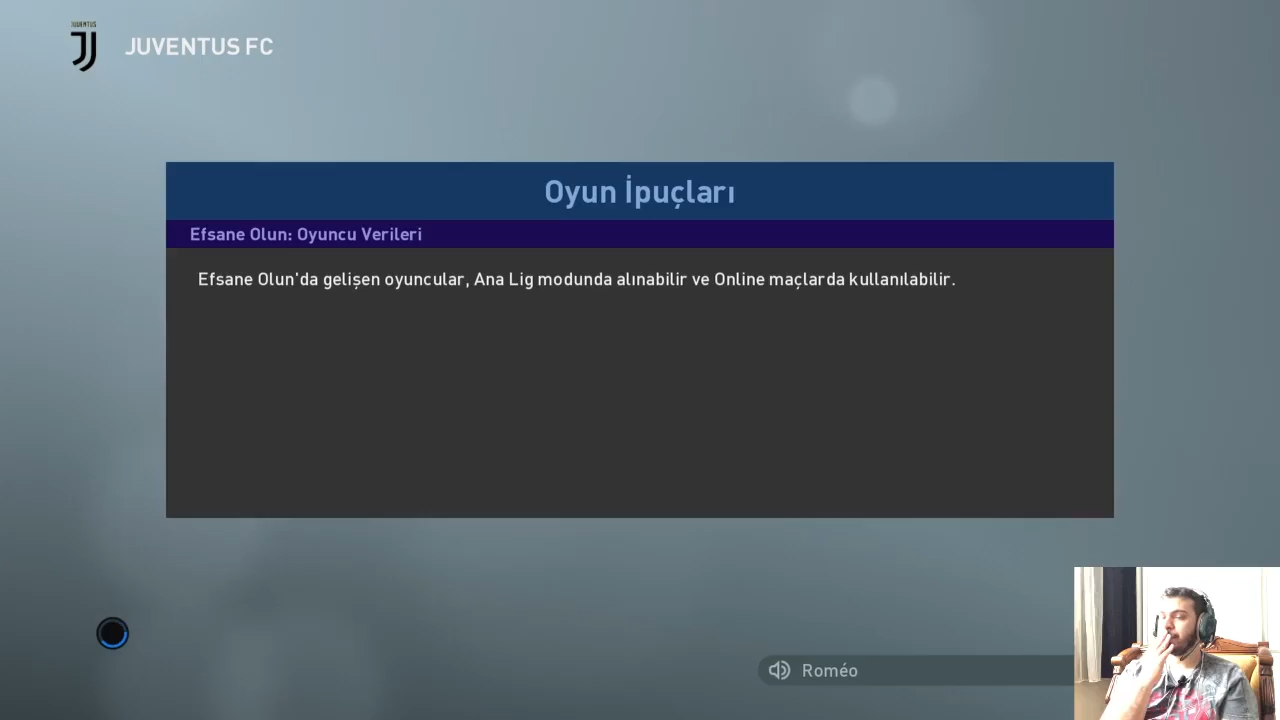 JUVENTUS
JUVENTUS FC
Oyun İpuçları
Efsane Olun: Oyuncu Verileri
Efsane Olun'da gelişen oyuncular, Ana Lig modunda alınabilir ve Online maçlarda kullanılabilir.
Roméo